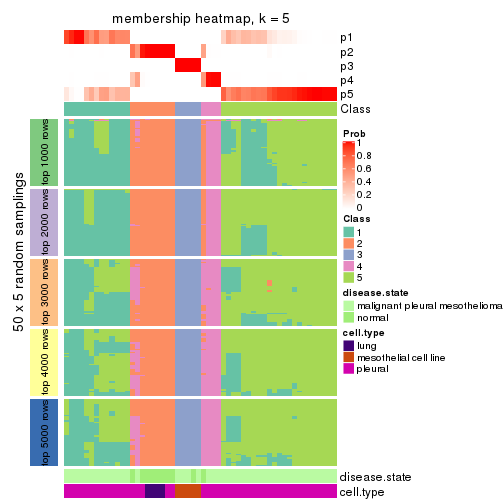 membership heatmap, k = 5
p1
p2
p3
p4
p5
Class
50 x 5 random samplings
top 1000 rows
top 2000 rows
top 3000 rows
top 4000 rows
top 5000 rows
Prob
1
0.8
0.6
0.4
0.2
0
Class
1
2
3
4
5
disease.state
malignant pleural mesothelioma
normal
cell.type
lung
mesothelial cell line
pleural
disease.state
cell.type